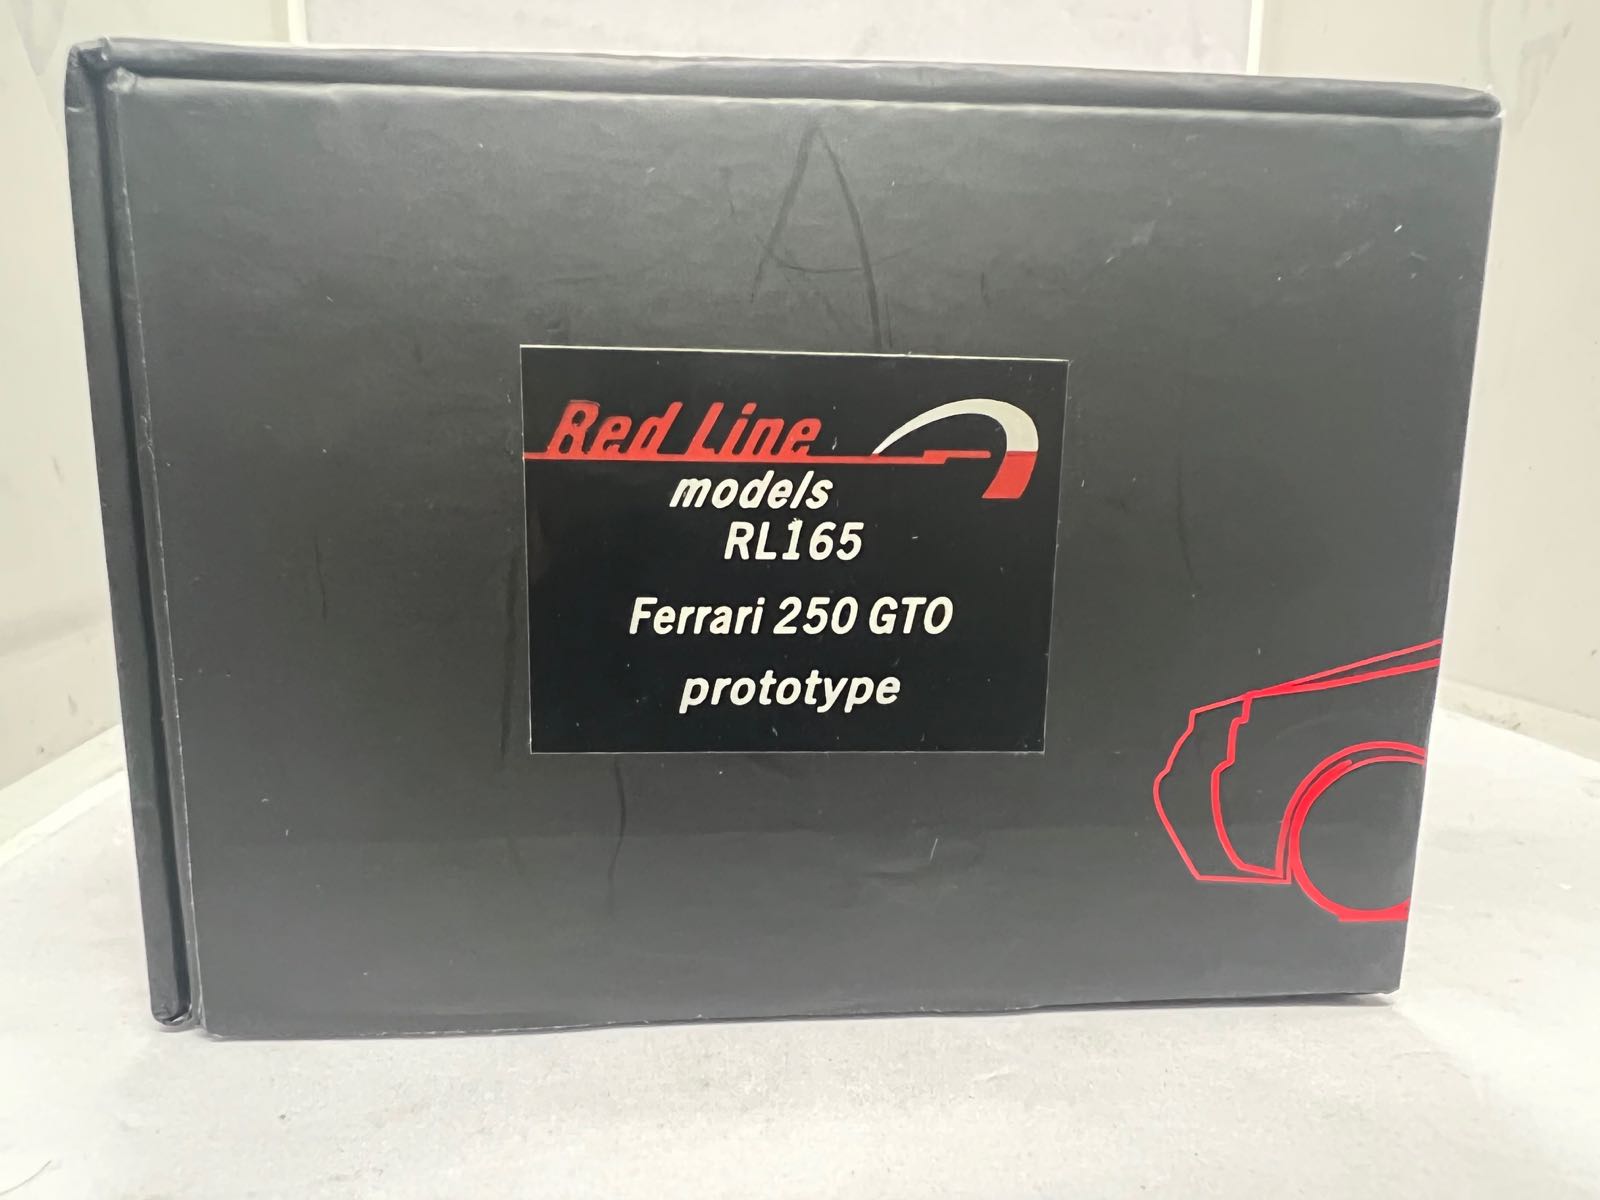 A
Red Line
models
RL165
Ferrari 250 GTO
prototype